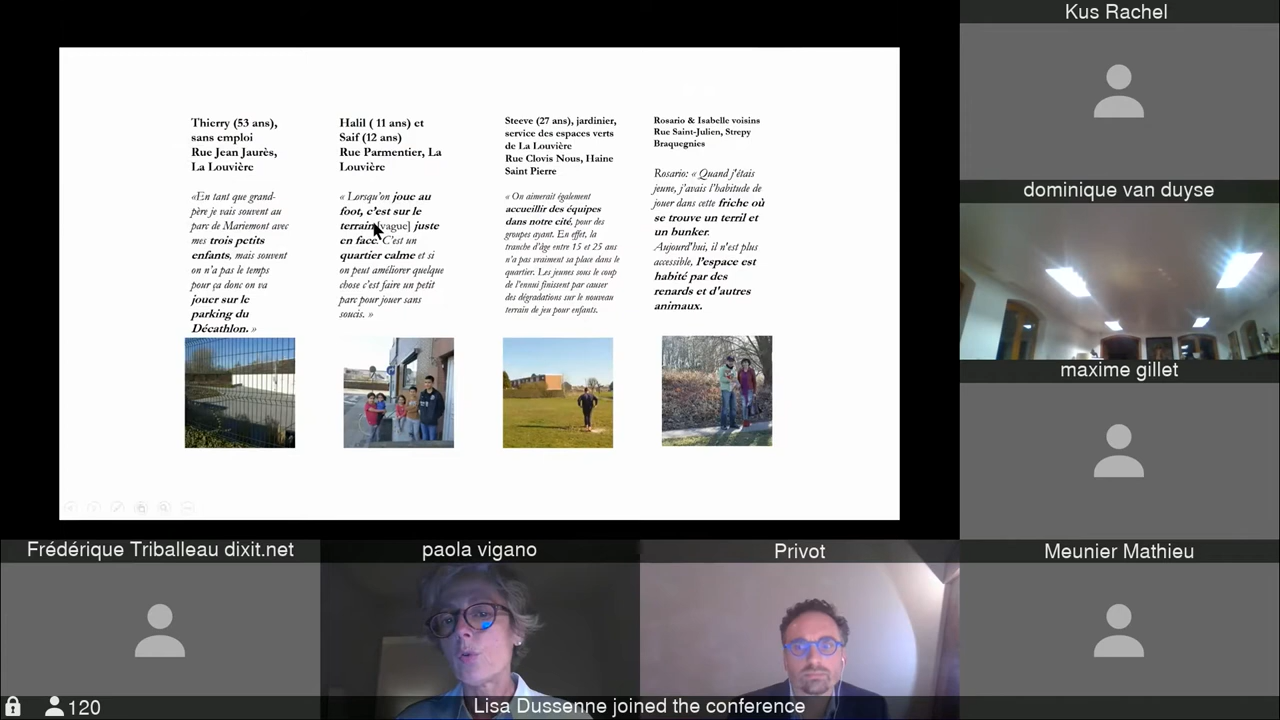 Thierry (53 ans),
sans emploi
Rue Jean Jaurès,
La Louvière
«En tant que grand-
père je vais souvent au
parc de Mariemont avec
mes trois petits
enfants, mais souvent
on n'a pas le temps
pour ça donc on va
jouer sur le
parking du
Décathlon. »
Halil ( 11 ans) et
Saif (12 ans)
Rue Parmentier, La
Louvière
« Lorsqu'on joue au
foot, c'est sur le
terrain[vague] juste
en face. C'est un
quartier calme et si
on peut améliorer quelque
chose c'est faire un petit
parc pour jouer sans
soucis. »
Steeve (27 ans), jardinier,
service des espaces verts
de La Louvière
Rue Clovis Nous, Haine
Saint Pierre
« On aimerait également
accueillir des équipes
dans notre cité, pour des
groupes ayant. En effet, la
tranche d'âge entre 15 et 25 ans
n'a pas vraiment sa place dans le
quartier. Les jeunes sous le coup
de l'ennui finissent par causer
des dégradations sur le nouveau
terrain de jeu pour enfants.
Rosario & Isabelle voisins
Rue Saint-Julien, Strepy
Braquegnies
Rosario: « Quand j'étais
jeune, j'avais l'habitude de
jouer dans cette friche où
se trouve un terril et
un bunker.
Aujourd'hui, il n'est plus
accessible, l'espace est
habité par des
renards et d'autres
animaux.
Kus Rachel
dominique van duyse
maxime gillet
Frédérique Triballeau dixit.net
paola vigano
Privot
Meunier Mathieu
120
Lisa Dussenne joined the conference